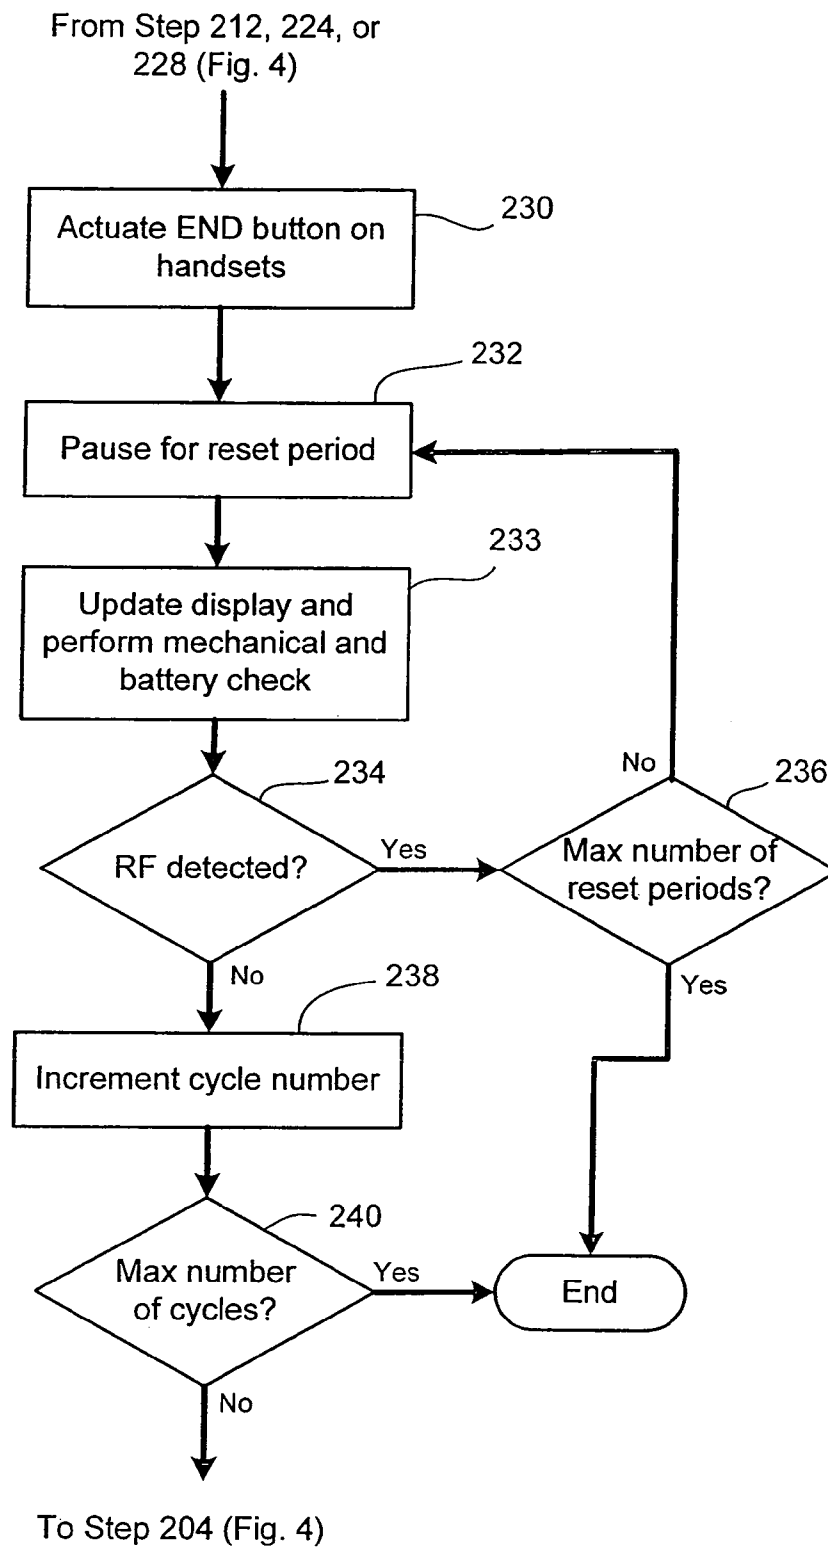 From Step 212, 224, or
228 (Fig. 4)
230
Actuate END button on
handsets
232
Pause for reset period
233
Update display and
perform mechanical and
battery check
234
RF detected?
Yes
No
236
Max number of
reset periods?
No
Yes
238
Increment cycle number
240
Max number
of cycles?
Yes
End
No
To Step 204 (Fig. 4)